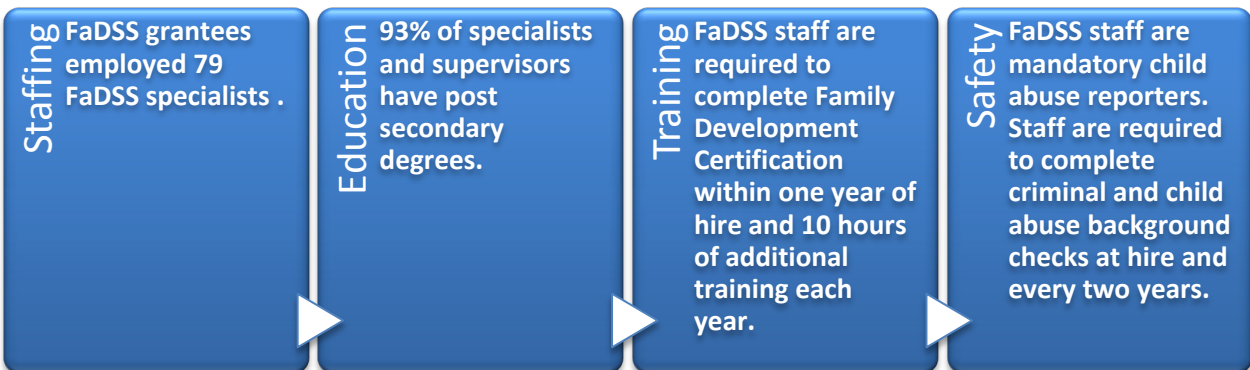 Staffing
FaDSS grantees
employed 79
FaDSS specialists .
Education
93% of specialists
and supervisors
have post
secondary
degrees.
Training
FaDSS staff are
required to
complete Family
Development
Certification
within one year of
hire and 10 hours
of additional
training each
year.
Safety
FaDSS staff are
mandatory child
abuse reporters.
Staff are required
to complete
criminal and child
abuse background
checks at hire and
every two years.